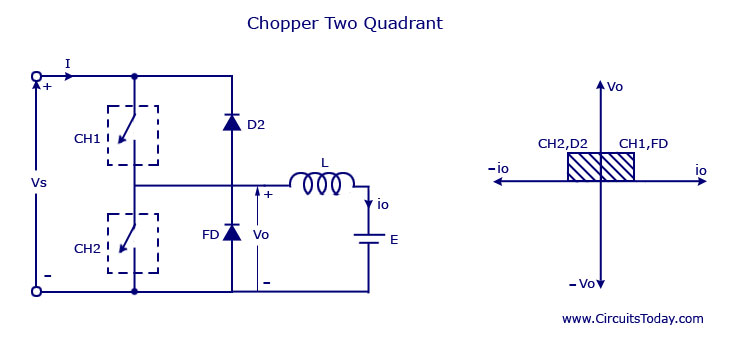 Chopper Two Quadrant
I
+
CH1
D2
Vs
L
+
io
CH2
FD
Vo
E
-
-
Vo
CH2,D2
CH1,FD
-io
io
-Vo
www.CircuitsToday.com